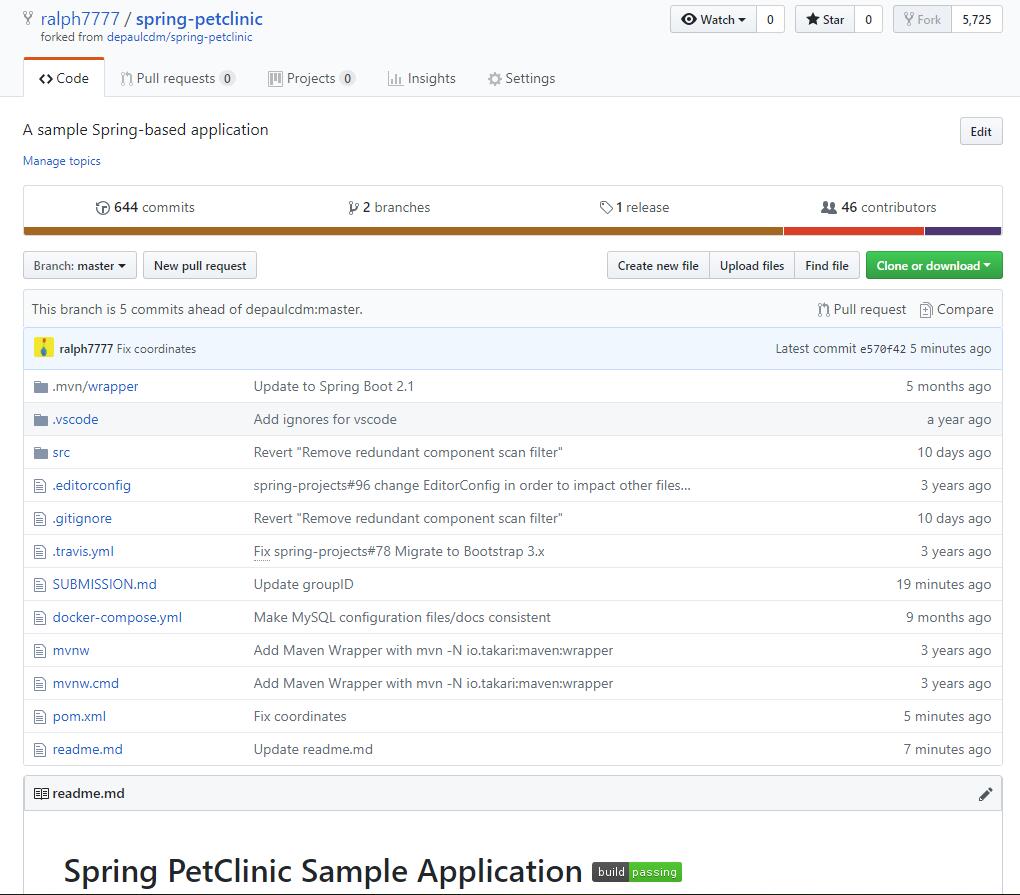 ralph7777 / spring-petclinic
Watch 0 Star 0 Fork 5,725
forked from depaulcdm/spring-petclinic
Code Pull requests 0 Projects 0 Insights Settings
A sample Spring-based application Edit
Manage topics
644 commits 2 branches 1 release 46 contributors
Branch: master New pull request Create new file Upload files Find file Clone or download
This branch is 5 commits ahead of depaulcdm:master. Pull request Compare
ralph7777 Fix coordinates Latest commit e570f42 5 minutes ago
.mvn/wrapper Update to Spring Boot 2.1 5 months ago
.vscode Add ignores for vscode a year ago
src Revert "Remove redundant component scan filter" 10 days ago
.editorconfig spring-projects#96 change EditorConfig in order to impact other files... 3 years ago
.gitignore Revert "Remove redundant component scan filter" 10 days ago
.travis.yml Fix spring-projects#78 Migrate to Bootstrap 3.x 3 years ago
SUBMISSION.md Update groupID 19 minutes ago
docker-compose.yml Make MySQL configuration files/docs consistent 9 months ago
mvnw Add Maven Wrapper with mvn -N io.takari:maven:wrapper 3 years ago
mvnw.cmd Add Maven Wrapper with mvn -N io.takari:maven:wrapper 3 years ago
pom.xml Fix coordinates 5 minutes ago
readme.md Update readme.md 7 minutes ago
readme.md
Spring PetClinic Sample Application build passing